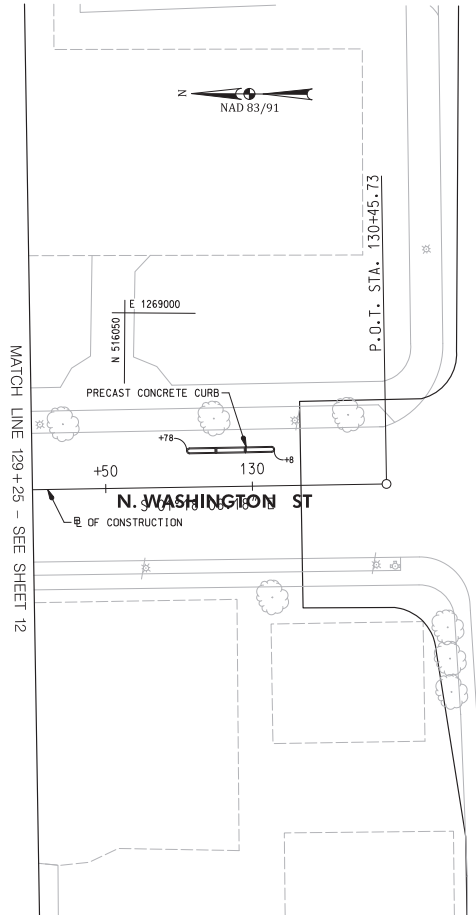 N
NAD 83/91
P.O.T. STA. 130+45.73
E 1269000
N 516050
MATCH LINE 129+25 - SEE SHEET 12
PRECAST CONCRETE CURB
+78
+8
+50
130
N. WASHINGTON ST
OF CONSTRUCTION